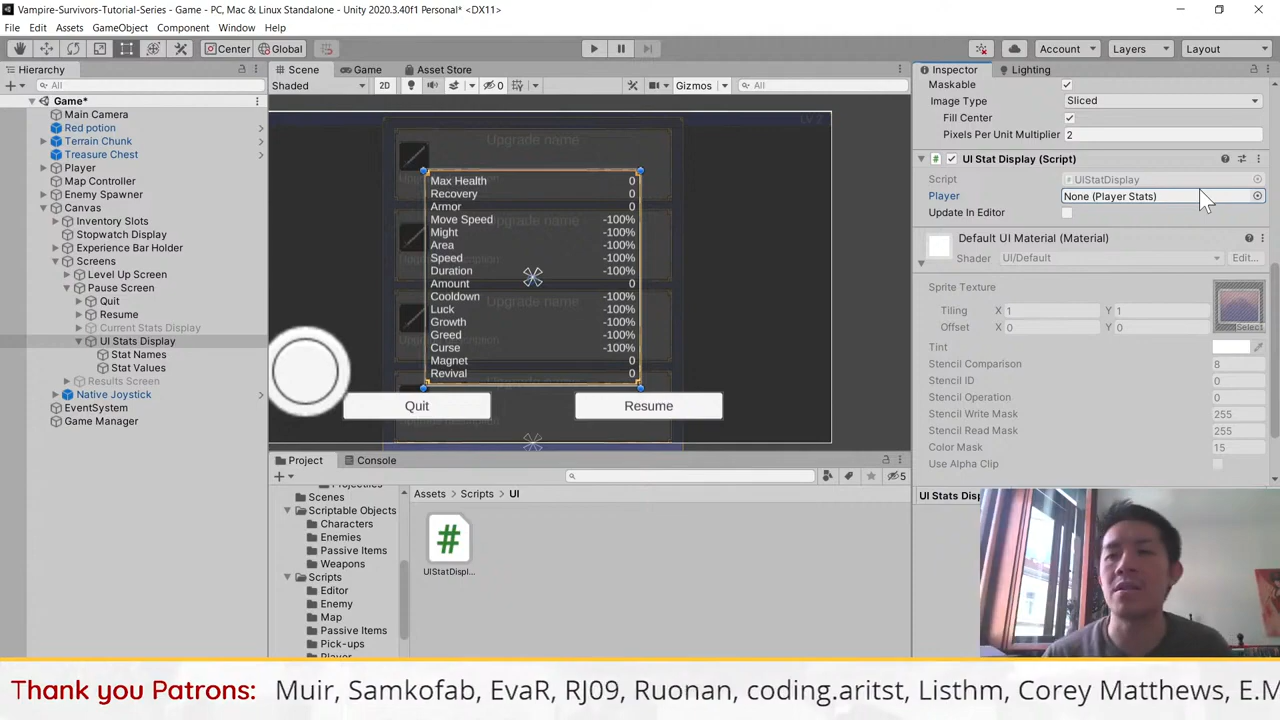 Vampire-Survivors-Tutorial-Series - Game - PC, Mac & Linux Standalone - Unity 2020.3.40f1 Personal* <DX11>
File Edit Assets GameObject Component Tools Window Help
Center Global Account Layers Layout
Hierarchy
All
Game*
Main Camera
Red potion
Terrain Chunk
Treasure Chest
Player
Map Controller
Enemy Spawner
Canvas
Inventory Slots
Stopwatch Display
Experience Bar Holder
Screens
Level Up Screen
Pause Screen
Quit
Resume
Current Stats Display
UI Stats Display
Stat Names
Stat Values
Results Screen
Native Joystick
EventSystem
Game Manager
Scene Game Asset Store
Shaded 2D 0 Gizmos All
LV 2
Upgrade name
Max Health 0
Recovery 0
Armor 0
Move Speed -100%
Might -100%
Area -100%
Speed -100%
Duration -100%
Amount 0
Cooldown -100%
Luck -100%
Growth -100%
Greed -100%
Curse -100%
Magnet 0
Revival 0
Upgrade name
Quit Resume
Project Console
5
Scenes
Scriptable Objects
Characters
Enemies
Passive Items
Weapons
Scripts
Editor
Enemy
Map
Passive Items
Pick-ups
Assets Scripts UI
#
UIStatDispl...
Inspector Lighting
Maskable
Image Type Sliced
Fill Center
Pixels Per Unit Multiplier 2
# UI Stat Display (Script)
Script UIStatDisplay
Player None (Player Stats)
Update In Editor
Default UI Material (Material)
Shader UI/Default Edit...
Sprite Texture
Tiling X 1 Y 1
Offset X 0 Y 0
Select
Tint
Stencil Comparison 8
Stencil ID 0
Stencil Operation 0
Stencil Write Mask 255
Stencil Read Mask 255
Color Mask 15
Use Alpha Clip
UI Stats Disp
Thank you Patrons: Muir, Samkofab, EvaR, RJ09, Ruonan, coding.aritst, Listhm, Corey Matthews, E.M